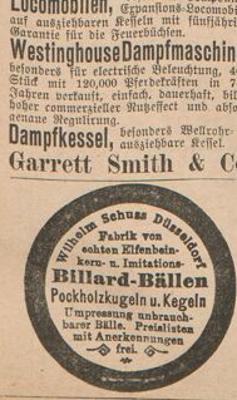 Locomobilen, Expansions-Locomobi
auf ausziehbaren Kesseln mit fünfjährig
Garantie für die Feuerbüchsen.
Westinghouse Dampfmaschin
besonders für electrische Beleuchtung, 4
Stück mit 120,000 Pferdekräften in 7
Jahren verkauft, einfach, dauerhaft, bil
hoher commerzieller Nutzeffect und abso
genaue Regulirung.
Dampfkessel, besonders Wellrohr-
ausziehbare Kessel.
Garrett Smith & Co
Wilhelm Schuss Düsseldorf
Fabrik von
echten Elfenbein-
kern- u. Imitations-
Billard-Bällen
Pockholzkugeln u. Kegeln
Umpressung unbrauch-
barer Bälle. Preislisten
mit Anerkennungen
frei.